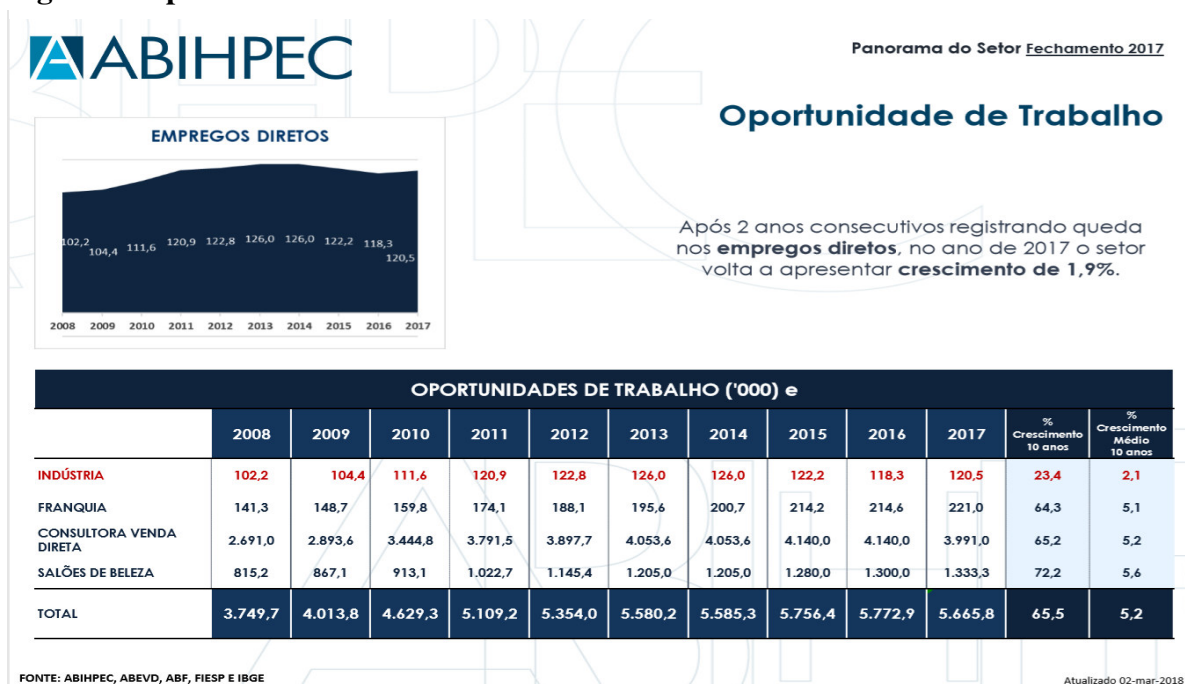 ABIHPEC
Panorama do Setor Fechamento 2017
Oportunidade de Trabalho
EMPREGOS DIRETOS
102,2 104,4 111,6 120,9 122,8 126,0 126,0 122,2 118,3 120,5
2008 2009 2010 2011 2012 2013 2014 2015 2016 2017
Após 2 anos consecutivos registrando queda
nos empregos diretos, no ano de 2017 o setor
volta a apresentar crescimento de 1,9%.
OPORTUNIDADES DE TRABALHO ('000) e
2008 2009 2010 2011 2012 2013 2014 2015 2016 2017 % Crescimento 10 anos % Crescimento Médio 10 anos
INDÚSTRIA 102,2 104,4 111,6 120,9 122,8 126,0 126,0 122,2 118,3 120,5 23,4 2,1
FRANQUIA 141,3 148,7 159,8 174,1 188,1 195,6 200,7 214,2 214,6 221,0 64,3 5,1
CONSULTORA VENDA DIRETA 2.691,0 2.893,6 3.444,8 3.791,5 3.897,7 4.053,6 4.053,6 4.140,0 4.140,0 3.991,0 65,2 5,2
SALÕES DE BELEZA 815,2 867,1 913,1 1.022,7 1.145,4 1.205,0 1.205,0 1.280,0 1.300,0 1.333,3 72,2 5,6
TOTAL 3.749,7 4.013,8 4.629,3 5.109,2 5.354,0 5.580,2 5.585,3 5.756,4 5.772,9 5.665,8 65,5 5,2
FONTE: ABIHPEC, ABEVD, ABF, FIESP E IBGE
Atualizado 02-mar-2018